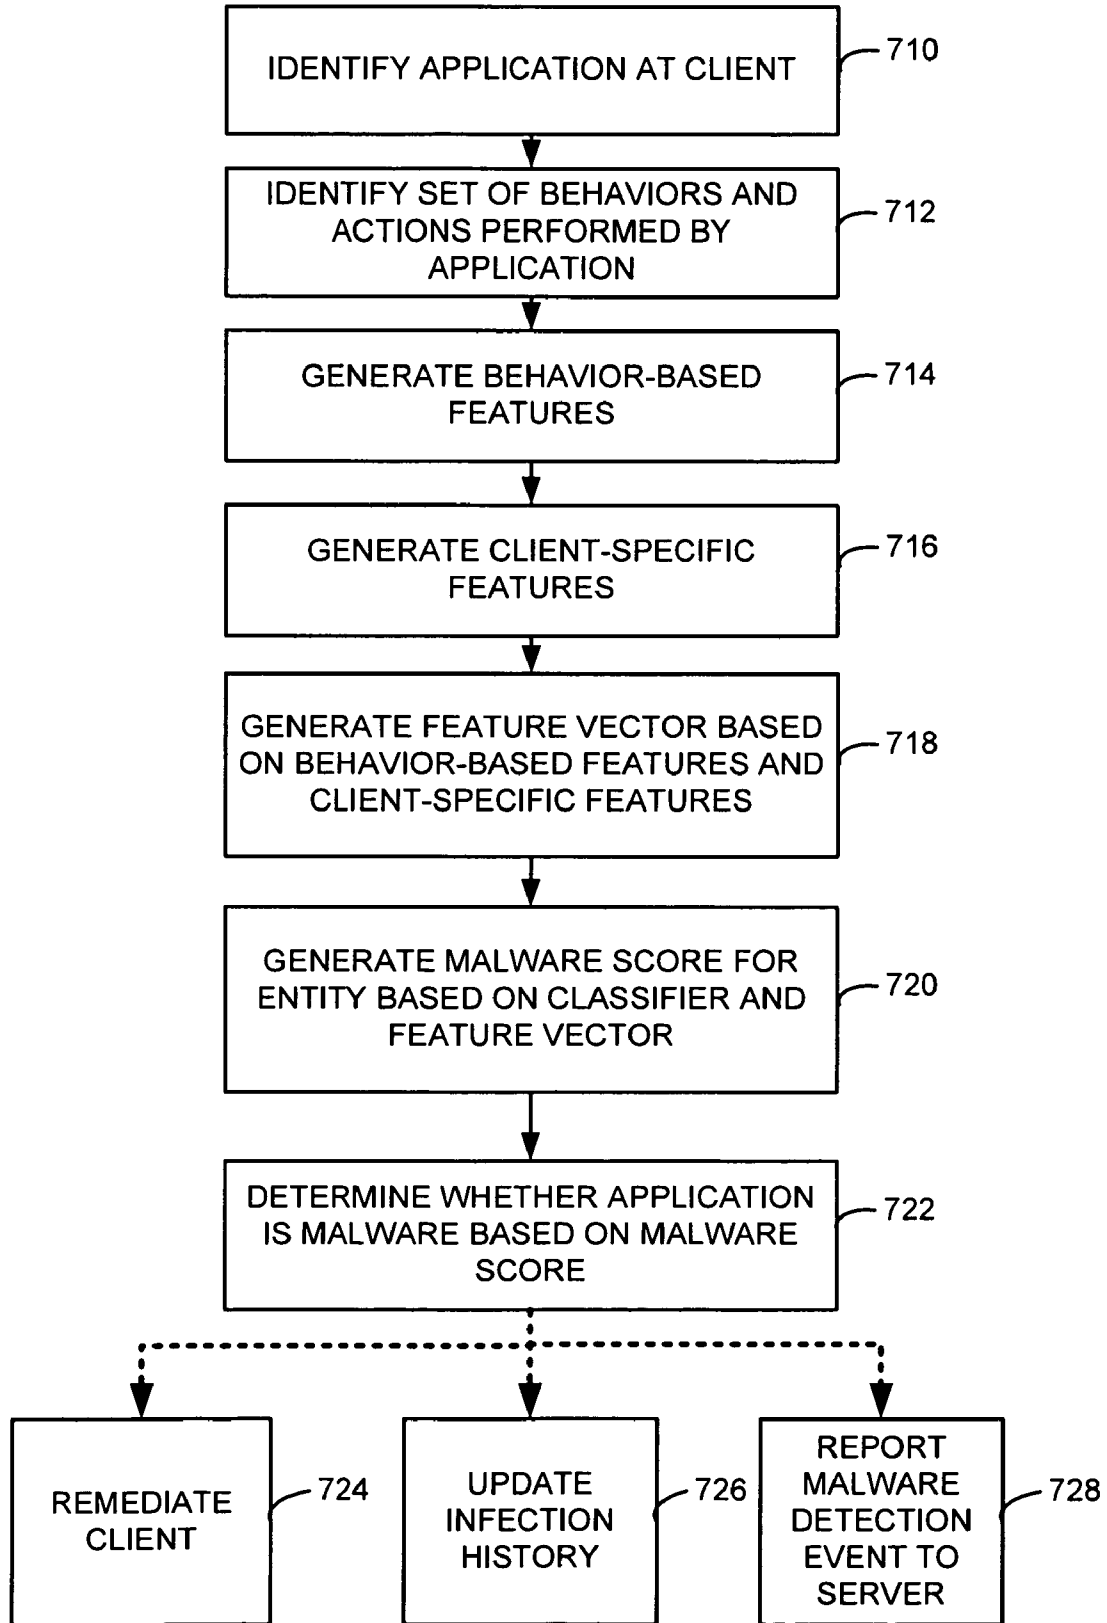 IDENTIFY APPLICATION AT CLIENT
710
IDENTIFY SET OF BEHAVIORS AND
ACTIONS PERFORMED BY
APPLICATION
712
GENERATE BEHAVIOR-BASED
FEATURES
714
GENERATE CLIENT-SPECIFIC
FEATURES
716
GENERATE FEATURE VECTOR BASED
ON BEHAVIOR-BASED FEATURES AND
CLIENT-SPECIFIC FEATURES
718
GENERATE MALWARE SCORE FOR
ENTITY BASED ON CLASSIFIER AND
FEATURE VECTOR
720
DETERMINE WHETHER APPLICATION
IS MALWARE BASED ON MALWARE
SCORE
722
REMEDIATE
CLIENT
724
UPDATE
INFECTION
HISTORY
726
REPORT
MALWARE
DETECTION
EVENT TO
SERVER
728